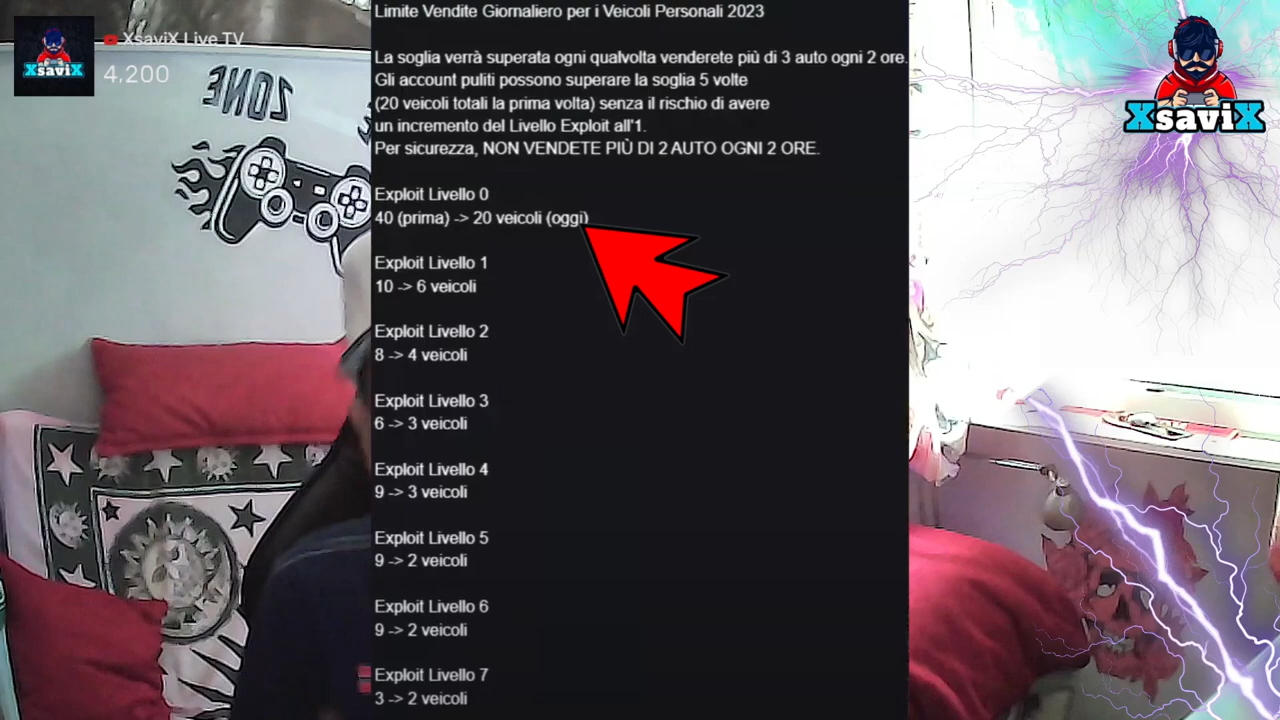 XsaviX Live TV
4.200
XsaviX
ZONE
XsaviX
Limite Vendite Giornaliero per i Veicoli Personali 2023
La soglia verrà superata ogni qualvolta venderete più di 3 auto ogni 2 ore.
Gli account puliti possono superare la soglia 5 volte
(20 veicoli totali la prima volta) senza il rischio di avere
un incremento del Livello Exploit all'1.
Per sicurezza, NON VENDETE PIÙ DI 2 AUTO OGNI 2 ORE.
Exploit Livello 0
40 (prima) -> 20 veicoli (oggi)
Exploit Livello 1
10 -> 6 veicoli
Exploit Livello 2
8 -> 4 veicoli
Exploit Livello 3
6 -> 3 veicoli
Exploit Livello 4
9 -> 3 veicoli
Exploit Livello 5
9 -> 2 veicoli
Exploit Livello 6
9 -> 2 veicoli
Exploit Livello 7
3 -> 2 veicoli